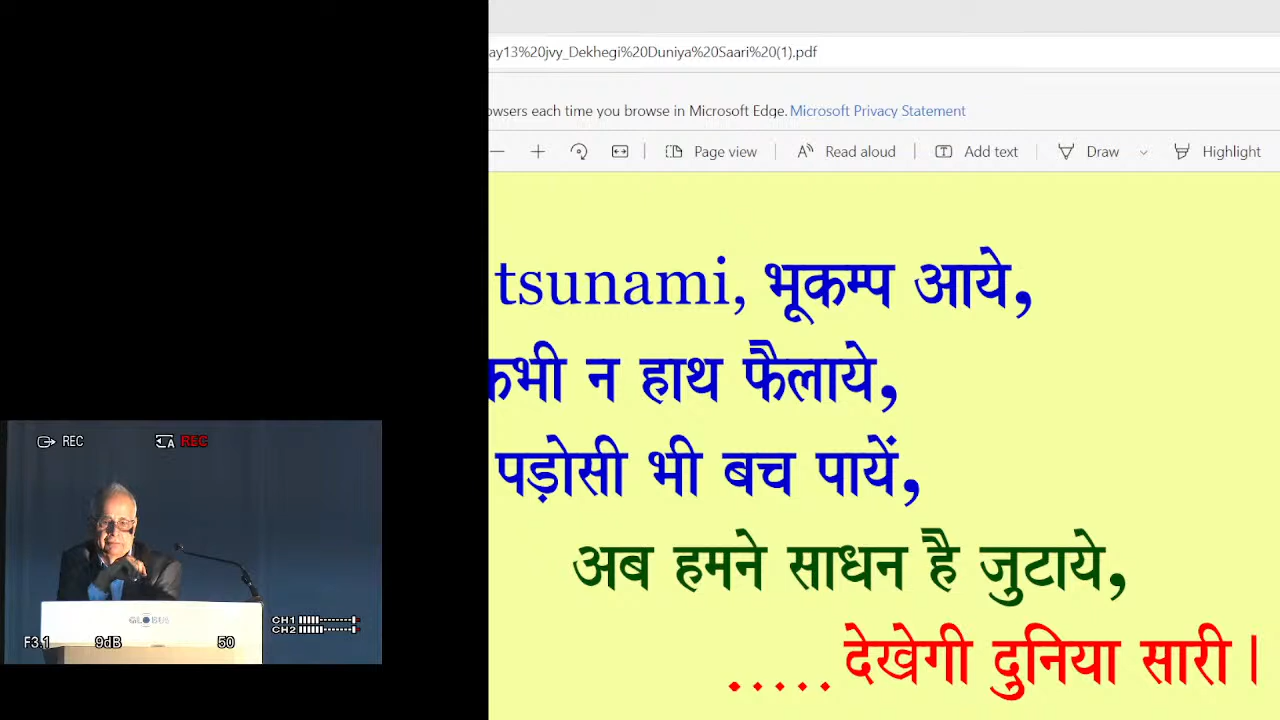 ay13%20jvy_Dekhegi%20Duniya%20Saari%20(1).pdf
owsers each time you browse in Microsoft Edge. Microsoft Privacy Statement
Page view Read aloud Add text Draw Highlight
tsunami, भूकम्प आये,
कभी न हाथ फैलाये,
पड़ोसी भी बच पायें,
अब हमने साधन है जुटाये,
.....देखेगी दुनिया सारी।
REC A REC
GLOBUS
CH1
CH2
F3.1 9dB 50